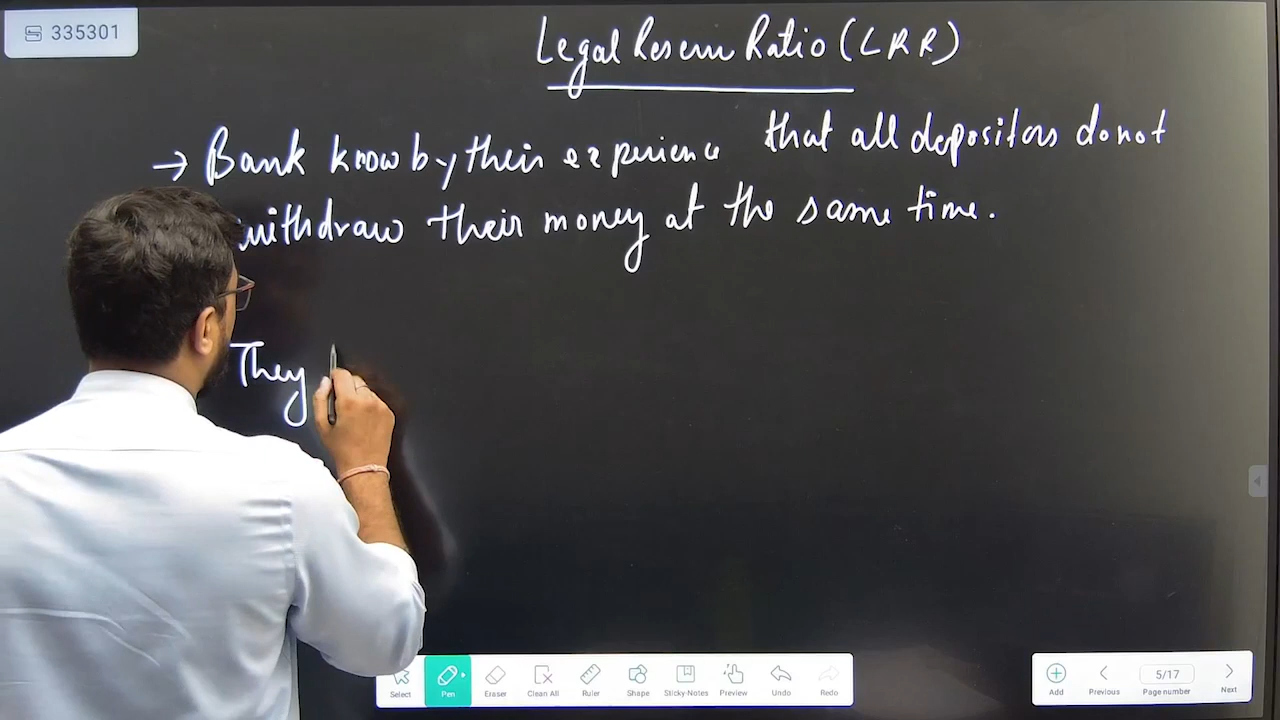 335301
Legal Reserve Ratio (LRR)
→ Bank know by their experience that all depositors do not
withdraw their money at the same time.
They
Select Pen Eraser Clean All Ruler Shape Sticky-Notes Preview Undo Redo
Add Previous 5/17 Page number Next